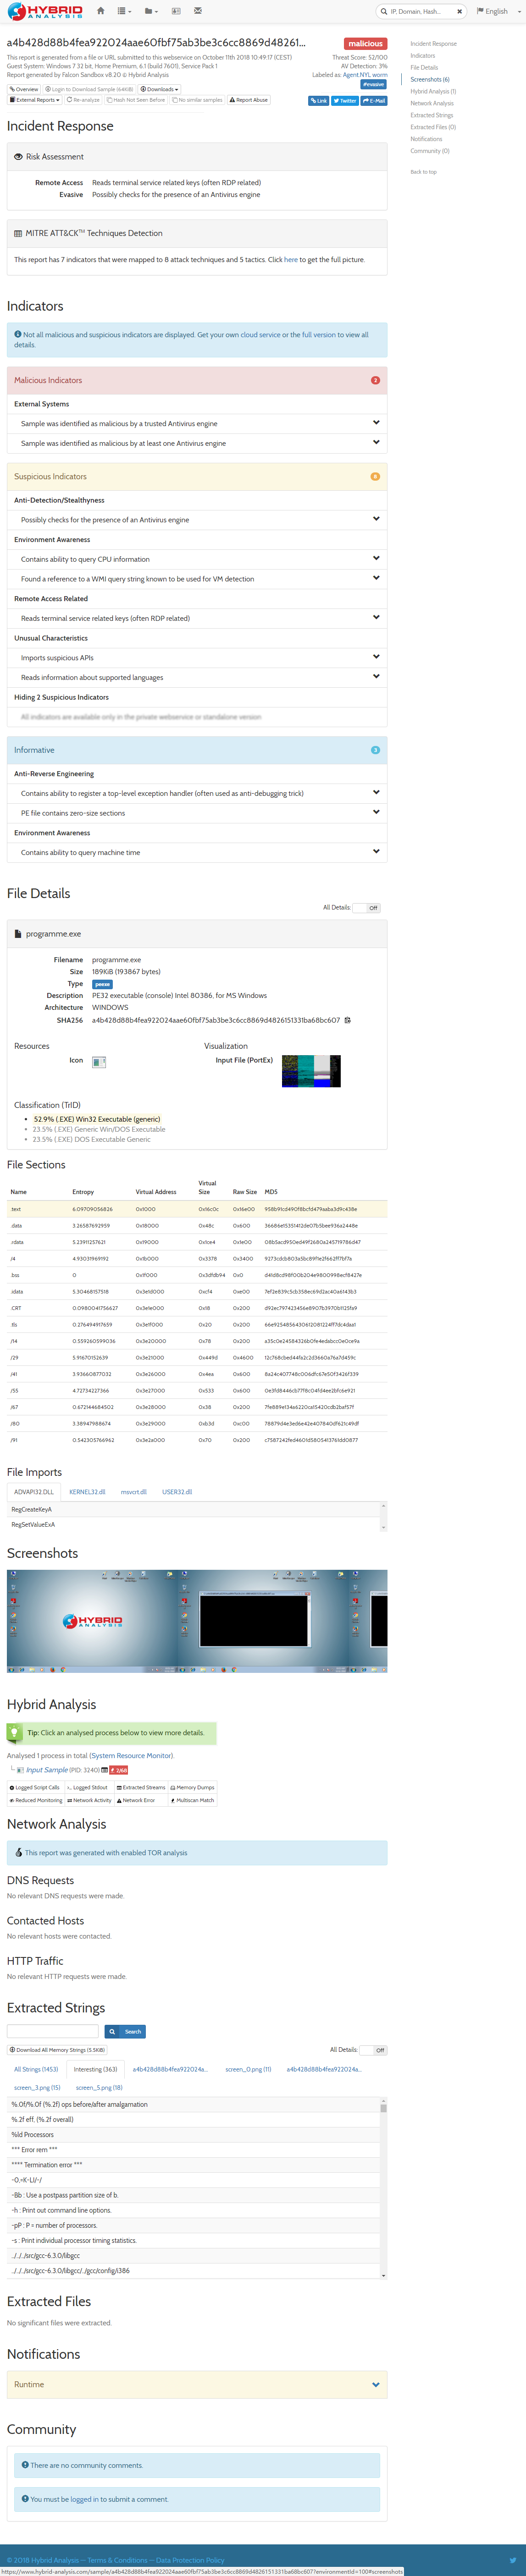 HYBRID
ANALYSIS
IP, Domain, Hash...
English
a4b428d88b4fea922024aae60fbf75ab3be3c6cc8869d48261...
malicious
This report is generated from a file or URL submitted to this webservice on October 11th 2018 10:49:17 (CEST)
Threat Score: 52/100
Guest System: Windows 7 32 bit, Home Premium, 6.1 (build 7601), Service Pack 1
AV Detection: 3%
Report generated by Falcon Sandbox v8.20 © Hybrid Analysis
Labeled as: Agent.NYI, worm
#evasive
Overview
Login to Download Sample (64KiB)
Downloads
External Reports
Re-analyze
Hash Not Seen Before
No similar samples
Report Abuse
Link
Twitter
E-Mail
Incident Response
Indicators
File Details
Screenshots (6)
Hybrid Analysis (1)
Network Analysis
Extracted Strings
Extracted Files (0)
Notifications
Community (0)
Back to top
Incident Response
Risk Assessment
Remote Access Reads terminal service related keys (often RDP related)
Evasive Possibly checks for the presence of an Antivirus engine
MITRE ATT&CK™ Techniques Detection
This report has 7 indicators that were mapped to 8 attack techniques and 5 tactics. Click here to get the full picture.
Indicators
Not all malicious and suspicious indicators are displayed. Get your own cloud service or the full version to view all
details.
Malicious Indicators 2
External Systems
Sample was identified as malicious by a trusted Antivirus engine
Sample was identified as malicious by at least one Antivirus engine
Suspicious Indicators 8
Anti-Detection/Stealthyness
Possibly checks for the presence of an Antivirus engine
Environment Awareness
Contains ability to query CPU information
Found a reference to a WMI query string known to be used for VM detection
Remote Access Related
Reads terminal service related keys (often RDP related)
Unusual Characteristics
Imports suspicious APIs
Reads information about supported languages
Hiding 2 Suspicious Indicators
All indicators are available only in the private webservice or standalone version
Informative 3
Anti-Reverse Engineering
Contains ability to register a top-level exception handler (often used as anti-debugging trick)
PE file contains zero-size sections
Environment Awareness
Contains ability to query machine time
File Details
All Details: Off
programme.exe
Filename programme.exe
Size 189KiB (193867 bytes)
Type peexe
Description PE32 executable (console) Intel 80386, for MS Windows
Architecture WINDOWS
SHA256 a4b428d88b4fea922024aae60fbf75ab3be3c6cc8869d4826151331ba68bc607
Resources
Icon
Visualization
Input File (PortEx)
Classification (TrID)
52.9% (.EXE) Win32 Executable (generic)
23.5% (.EXE) Generic Win/DOS Executable
23.5% (.EXE) DOS Executable Generic
File Sections
Name Entropy Virtual Address Virtual Size Raw Size MD5
.text 6.09709056826 0x1000 0x16c0c 0x16e00 958b91cd490f8bcfd479aaba3d9c438e
.data 3.26587692959 0x18000 0x48c 0x600 36686e15351412de07b5bee936a2448e
.rdata 5.23911257621 0x19000 0x1ce4 0x1e00 08b5acd950ed49f2680a245719786d47
/4 4.93031969192 0x1b000 0x3378 0x3400 9273cdcb803a5bc89f1e2f662ff7bf7a
.bss 0 0x1f000 0x3dfdb94 0x0 d41d8cd98f00b204e9800998ecf8427e
.idata 5.30468157518 0x3e1d000 0xcf4 0xe00 7ef2e839c5cb358ec69d2ac40a6143b3
.CRT 0.0980041756627 0x3e1e000 0x18 0x200 d92ec797423456e8907b3970b1125fa9
.tls 0.276494917659 0x3e1f000 0x20 0x200 66e925485643061208​1224ff7dc4daa1
/14 0.559260599036 0x3e20000 0x78 0x200 a35c0e24584326b0fe4edabcc0e0ce9a
/29 5.91670152639 0x3e21000 0x449d 0x4600 12c768cbed44fa2c2d3660a76a7d459c
/41 3.93660877032 0x3e26000 0x4ea 0x600 8a24c407748c006dfc67e50f3426f339
/55 4.72734227366 0x3e27000 0x533 0x600 0e3fd8446cb77f8c04fd4ee2bfc6e921
/67 0.672144684502 0x3e28000 0x38 0x200 7fe889e134a6220ca15420cdb2baf57f
/80 3.38947988674 0x3e29000 0xb3d 0xc00 78879d4e3ed6e42e407840df621c49df
/91 0.542305766962 0x3e2a000 0x70 0x200 c7587242fed4601d5805413761dd0877
File Imports
ADVAPI32.DLL
KERNEL32.dll
msvcrt.dll
USER32.dll
RegCreateKeyA
RegSetValueExA
Screenshots
HYBRID
ANALYSIS
Hybrid Analysis
Tip: Click an analysed process below to view more details.
Analysed 1 process in total (System Resource Monitor).
Input Sample (PID: 3240) 2/68
Logged Script Calls
Logged Stdout
Extracted Streams
Memory Dumps
Reduced Monitoring
Network Activity
Network Error
Multiscan Match
Network Analysis
This report was generated with enabled TOR analysis
DNS Requests
No relevant DNS requests were made.
Contacted Hosts
No relevant hosts were contacted.
HTTP Traffic
No relevant HTTP requests were made.
Extracted Strings
Search
Download All Memory Strings (5.5KiB)
All Details: Off
All Strings (1453)
Interesting (363)
a4b428d88b4fea922024a...
screen_0.png (11)
a4b428d88b4fea922024a...
screen_3.png (15)
screen_5.png (18)
%.0f/%.0f (%.2f) ops before/after amalgamation
%.2f eff, (%.2f overall)
%ld Processors
*** Error rem ***
**** Termination error ***
-0,=K-LI/-/
-Bb : Use a postpass partition size of b.
-h : Print out command line options.
-pP : P = number of processors.
-s : Print individual processor timing statistics.
../../../src/gcc-6.3.0/libgcc
../../../src/gcc-6.3.0/libgcc/../gcc/config/i386
Extracted Files
No significant files were extracted.
Notifications
Runtime
Community
There are no community comments.
You must be logged in to submit a comment.
© 2018 Hybrid Analysis — Terms & Conditions — Data Protection Policy
https://www.hybrid-analysis.com/sample/a4b428d88b4fea922024aae60fbf75ab3be3c6cc8869d4826151331ba68bc607?environmentId=100#screenshots